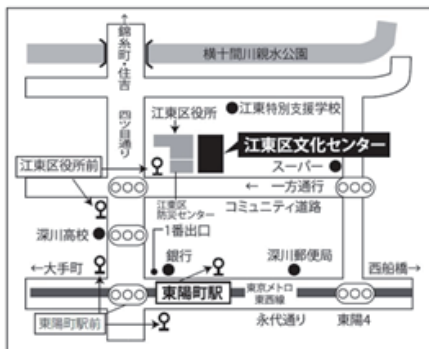 ↑錦糸町・住吉
横十間川親水公園
四ツ目通り
江東区役所
●江東特別支援学校
江東区文化センター
スーパー●
江東区役所前
← 一方通行
江東区
防災センター
コミュニティ道路
深川高校●
1番出口
←大手町
銀行
深川郵便局
西船橋→
東陽町駅
東京メトロ
東西線
東陽町駅前
永代通り
東陽4